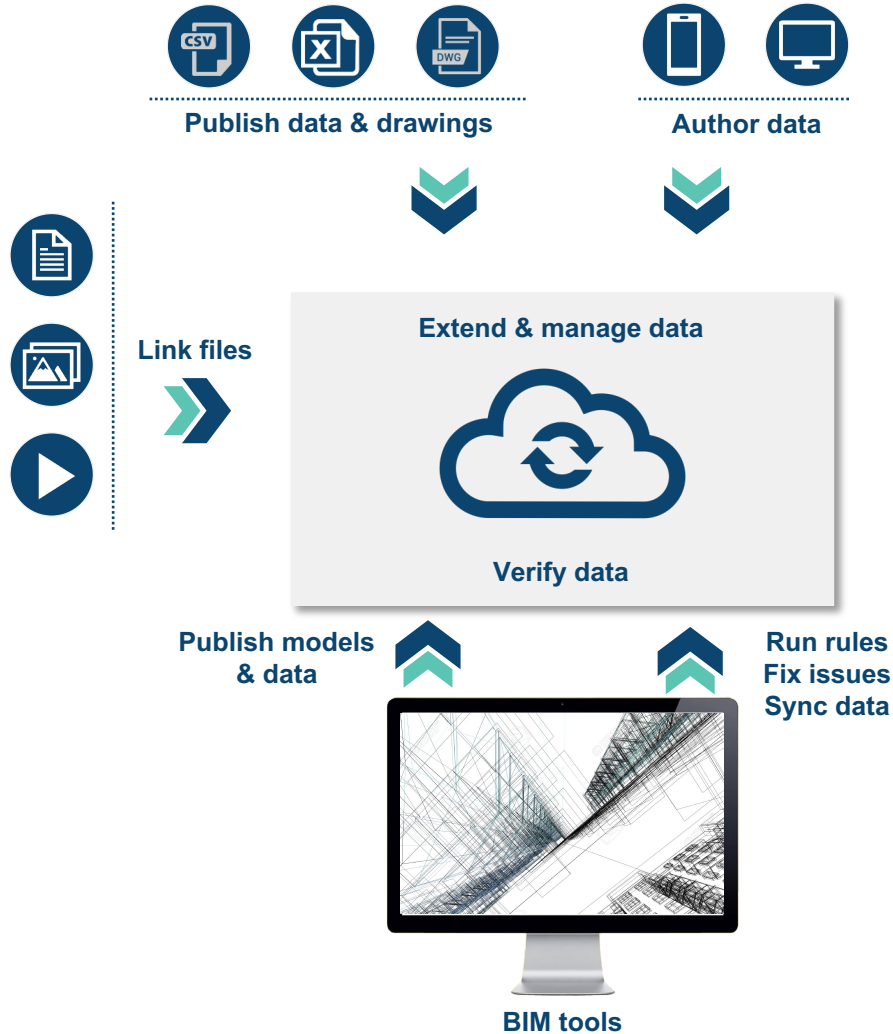 CSV
X
DWG
Publish data & drawings
Author data
Link files
Extend & manage data
Verify data
Publish models
& data
Run rules
Fix issues
Sync data
BIM tools